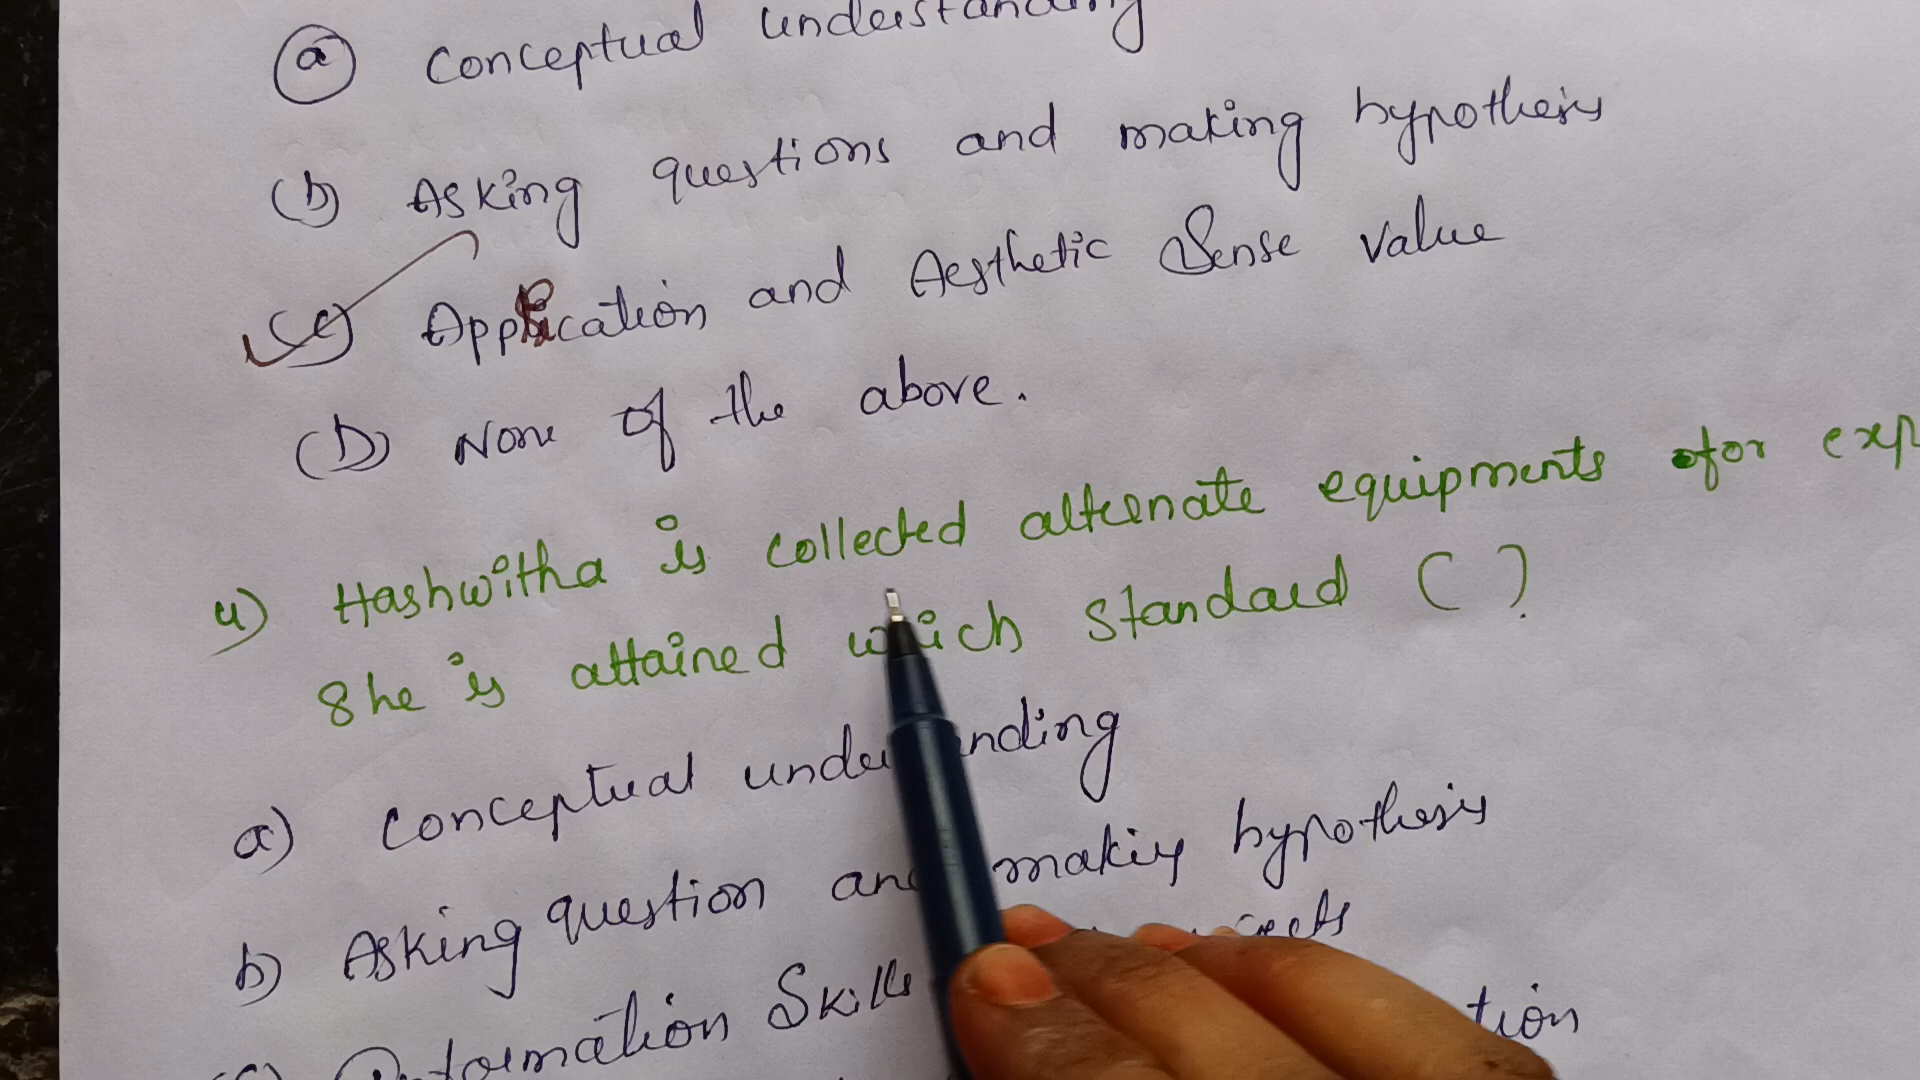 (a) Conceptual understanding
(b) Asking questions and making hypothesis
(c) Application and Aesthetic Sense value
(D) None of the above.
4) Hashwitha is collected alternate equipments for exp
She is attained which standard ( )?
a) Conceptual understanding
b) Asking question and making hypothesis
(c) Information Skills